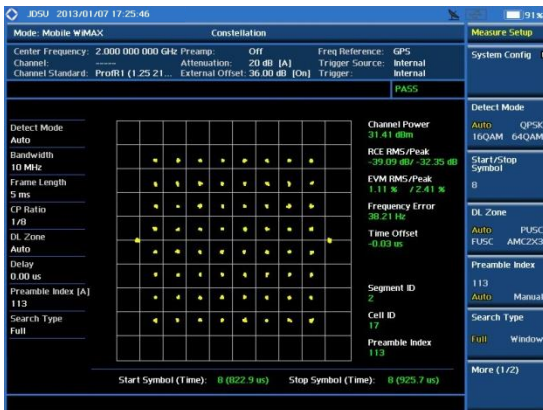 JDSU 2013/01/07 17:25:46
91%
Mode: Mobile WiMAX Constellation
Center Frequency: 2.000 000 000 GHz Preamp: Off Freq Reference: GPS
Channel: ----- Attenuation: 20 dB [A] Trigger Source: Internal
Channel Standard: ProfR1 (1.25 21... External Offset: 36.00 dB [On] Trigger: Internal
PASS
Detect Mode
Auto
Bandwidth
10 MHz
Frame Length
5 ms
CP Ratio
1/8
DL Zone
Auto
Delay
0.00 us
Preamble Index [A]
113
Search Type
Full
Channel Power
31.41 dBm
RCE RMS/Peak
-39.09 dB/ -32.35 dB
EVM RMS/Peak
1.11 % / 2.41 %
Frequency Error
38.21 Hz
Time Offset
-0.03 us
Segment ID
2
Cell ID
17
Preamble Index
113
Start Symbol (Time): 8 (822.9 us) Stop Symbol (Time): 8 (925.7 us)
Measure Setup
System Config
Detect Mode
Auto QPSK
16QAM 64QAM
Start/Stop
Symbol
8
DL Zone
Auto PUSC
FUSC AMC2X3
Preamble Index
113
Auto Manual
Search Type
Full Window
More (1/2)